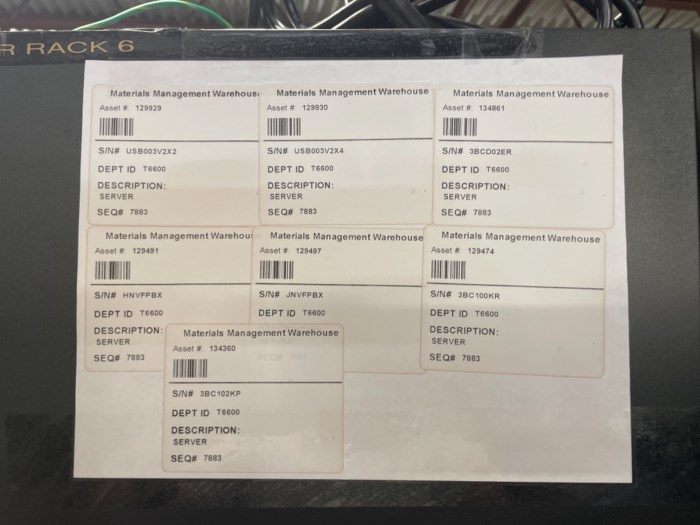 R RACK 6
Materials Management Warehous
Asset #: 129929
S/N# USB003V2X2
DEPT ID T6600
DESCRIPTION:
SERVER
SEQ# 7883
Materials Management Warehouse
Asset #: 129930
S/N# USB003V2X4
DEPT ID T6600
DESCRIPTION:
SERVER
SEQ# 7883
Materials Management Warehouse
Asset #: 134861
S/N# 3BCD02ER
DEPT ID T6600
DESCRIPTION:
SERVER
SEQ# 7883
Materials Management Warehou
Asset #: 129491
S/N# HNVFPBX
DEPT ID T6600
DESCRIPTION:
SERVER
SEQ# 7883
Materials Management Warehouse
Asset #: 129497
S/N# JNVFPBX
DEPT ID T6600
Materials Management Warehouse
Asset #: 129474
S/N# 3BC100KR
DEPT ID T6600
DESCRIPTION:
SERVER
SEQ# 7883
Materials Management Warehouse
Asset #: 134360
S/N# 3BC102KP
DEPT ID T6600
DESCRIPTION:
SERVER
SEQ# 7883